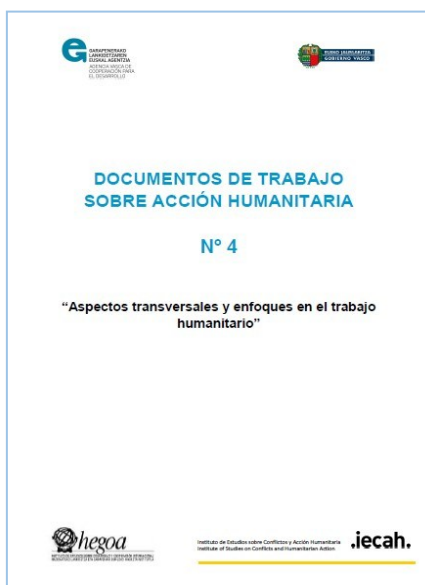 GARAPENERAKO
LANKIDETZAREN
EUSKAL AGENTZIA
AGENCIA VASCA DE
COOPERACIÓN PARA
EL DESARROLLO
EUSKO JAURLARITZA
GOBIERNO VASCO
DOCUMENTOS DE TRABAJO
SOBRE ACCIÓN HUMANITARIA
Nº 4
“Aspectos transversales y enfoques en el trabajo
humanitario”
hegoa
Instituto de Estudios sobre Conflictos y Acción Humanitaria
Institute of Studies on Conflicts and Humanitarian Action
.iecah.